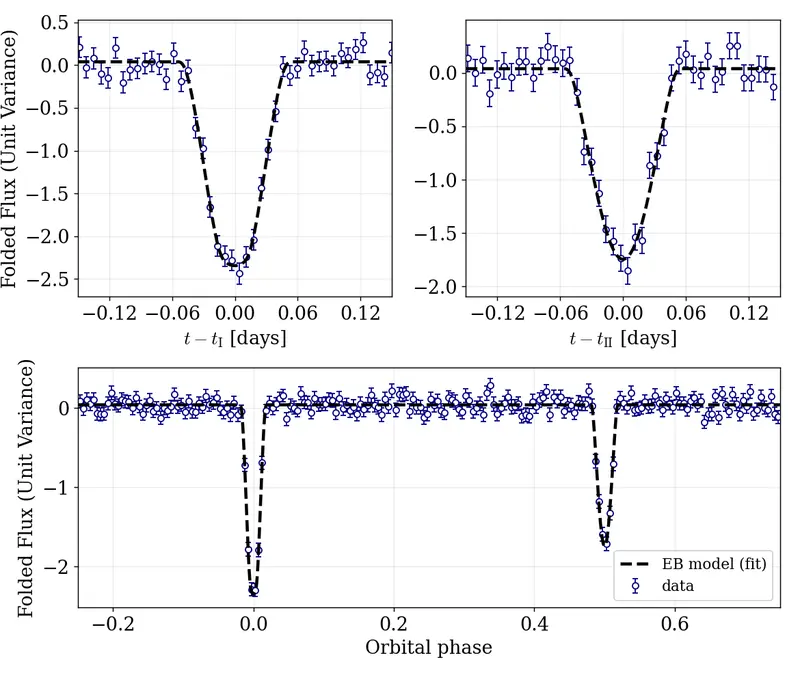 Folded Flux (Unit Variance)
0.5
0.0
−0.5
−1.0
−1.5
−2.0
−2.5
−0.12 −0.06 0.00 0.06 0.12
t − tI [days]
0.0
−0.5
−1.0
−1.5
−2.0
−0.12 −0.06 0.00 0.06 0.12
t − tII [days]
Folded Flux (Unit Variance)
0
−1
−2
−0.2 0.0 0.2 0.4 0.6
Orbital phase
EB model (fit)
data